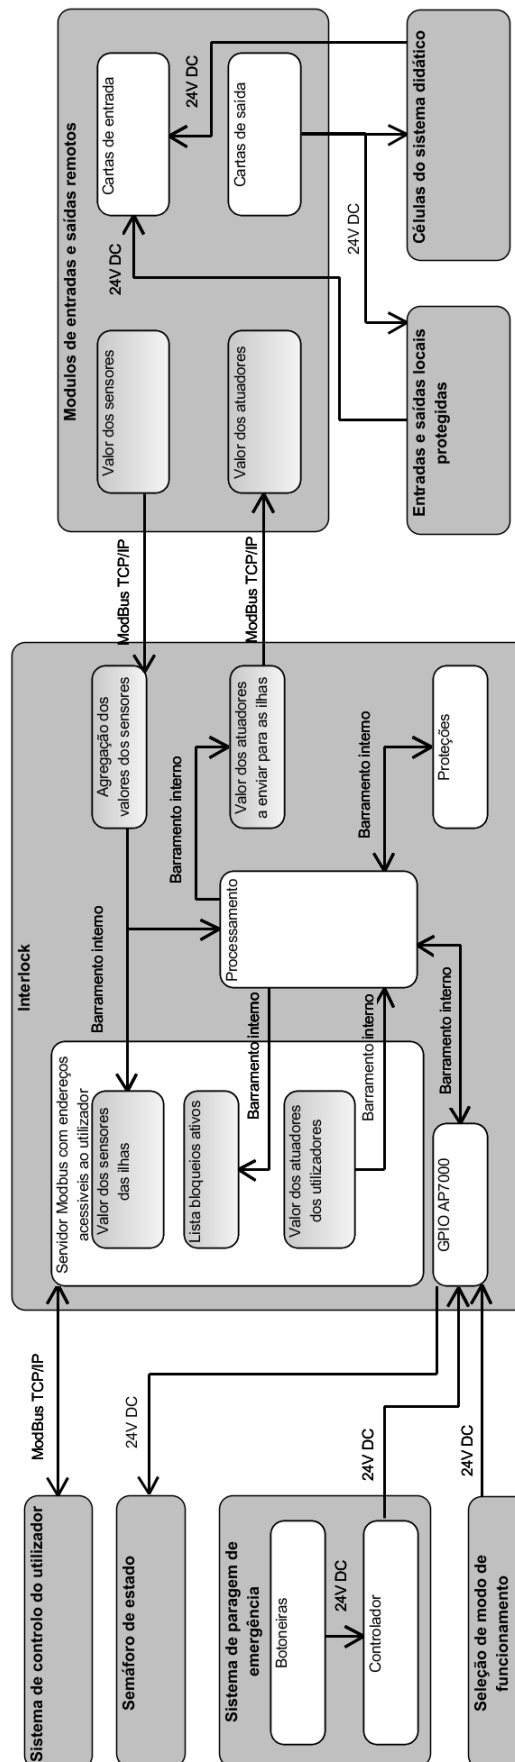 Sistema de controlo do utilizador
Semáforo de estado
Sistema de paragem de
emergência
Botoneiras
24V DC
Controlador
Seleção de modo de
funcionamento
ModBus TCP/IP
24V DC
24V DC
24V DC
Interlock
Servidor Modbus com endereços
acessíveis ao utilizador
Valor dos sensores
das ilhas
Lista bloqueios ativos
Valor dos atuadores
dos utilizadores
GPIO AP7000
Barramento interno
Barramento interno
Barramento interno
Barramento interno
Processamento
Barramento interno
Barramento interno
Agregação dos
valores dos sensores
Valor dos atuadores
a enviar para as ilhas
Proteções
ModBus TCP/IP
ModBus TCP/IP
Modulos de entradas e saídas remotos
Valor dos sensores
Valor dos atuadores
Cartas de entrada
Cartas de saída
24V DC
24V DC
24V DC
Entradas e saídas locais
protegidas
Células do sistema didático